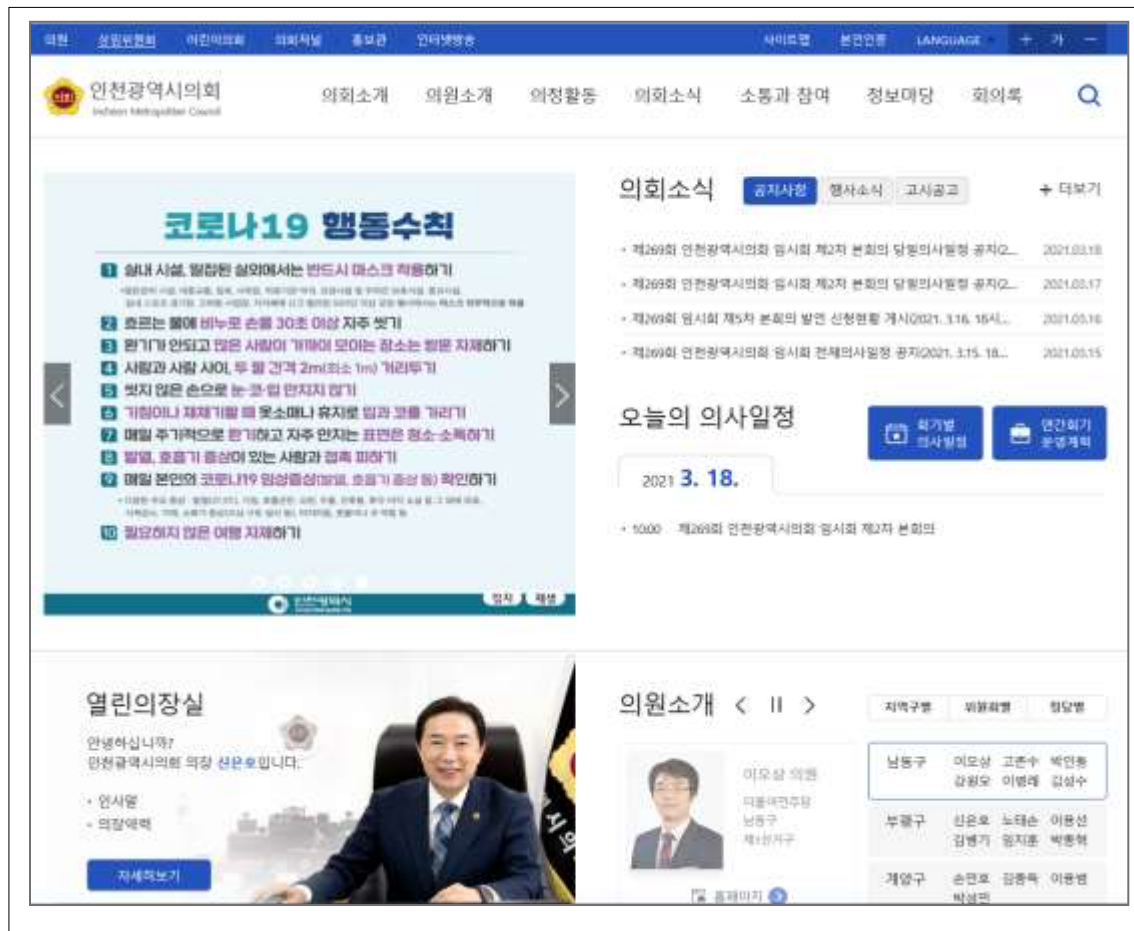 의원 상임위원회 어린이의회 의회저널 홍보관 인터넷방송 사이트맵 본인인증 LANGUAGE + 가 −
인천광역시의회
Incheon Metropolitan Council
의회소개 의원소개 의정활동 의회소식 소통과 참여 정보마당 회의록
코로나19 행동수칙
1 실내 시설, 밀집된 실외에서는 반드시 마스크 착용하기
2 흐르는 물에 비누로 손을 30초 이상 자주 씻기
3 환기가 안되고 많은 사람이 가까이 모이는 장소는 방문 자제하기
4 사람과 사람 사이, 두 팔 간격 2m(최소 1m) 거리두기
5 씻지 않은 손으로 눈·코·입 만지지 않기
6 기침이나 재채기할 때 옷소매나 휴지로 입과 코를 가리기
7 매일 주기적으로 환기하고 자주 만지는 표면은 청소·소독하기
8 발열, 호흡기 증상이 있는 사람과 접촉 피하기
9 매일 본인의 코로나19 임상증상(발열, 호흡기 증상 등) 확인하기
10 필요하지 않은 여행 자제하기
인천광역시
정지 재생
의회소식 공지사항 행사소식 고시공고 + 더보기
제269회 인천광역시의회 임시회 제2차 본회의 당일의사일정 공지(2... 2021.03.18
제269회 인천광역시의회 임시회 제2차 본회의 당일의사일정 공지(2... 2021.03.17
제269회 임시회 제5차 본회의 발언 신청현황 게시(2021. 3.16. 16시... 2021.03.16
제269회 인천광역시의회 임시회 전체의사일정 공지(2021. 3.15. 18... 2021.03.15
오늘의 의사일정
회기별
의사일정
연간회기
운영계획
2021 3. 18.
10:00 제269회 인천광역시의회 임시회 제2차 본회의
열린의장실
안녕하십니까?
인천광역시의회 의장 신은호입니다.
인사말
의장약력
자세히보기
의원소개
지역구별 위원회별 정당별
이오상 의원
더불어민주당
남동구
제3선거구
홈페이지
남동구 이오상 고존수 박인동
강원모 이병래 김성수
부평구 신은호 노태손 이용선
김병기 임지훈 박종혁
계양구 손민호 김종득 이용범
박성민